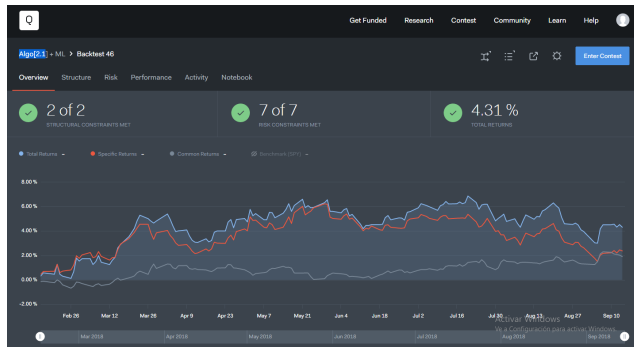 Q Get Funded Research Contest Community Learn Help
Algo[2.1] + ML > Backtest 46
Enter Contest
Overview Structure Risk Performance Activity Notebook
2 of 2 7 of 7 4.31 %
STRUCTURAL CONSTRAINTS MET RISK CONSTRAINTS MET TOTAL RETURNS
Total Returns Specific Returns Common Returns Benchmark (SPY)
8.00 %
6.00 %
4.00 %
2.00 %
0.00 %
-2.00 %
Feb 26 Mar 12 Mar 26 Apr 9 Apr 23 May 7 May 21 Jun 4 Jun 18 Jul 2 Jul 16 Jul 30 Aug 13 Aug 27 Sep 10
Activar Windows
Ve a Configuración para activar Windows.
Mar 2018 Apr 2018 May 2018 Jun 2018 Jul 2018 Aug 2018 Sep 2018